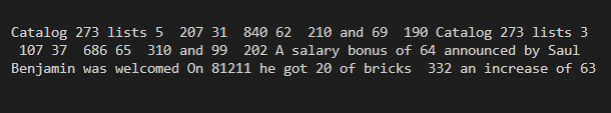 Catalog 273 lists 5  207 31  840 62  210 and 69  190 Catalog 273 lists 3
 107 37  686 65  310 and 99  202 A salary bonus of 64 announced by Saul
Benjamin was welcomed On 81211 he got 20 of bricks  332 an increase of 63